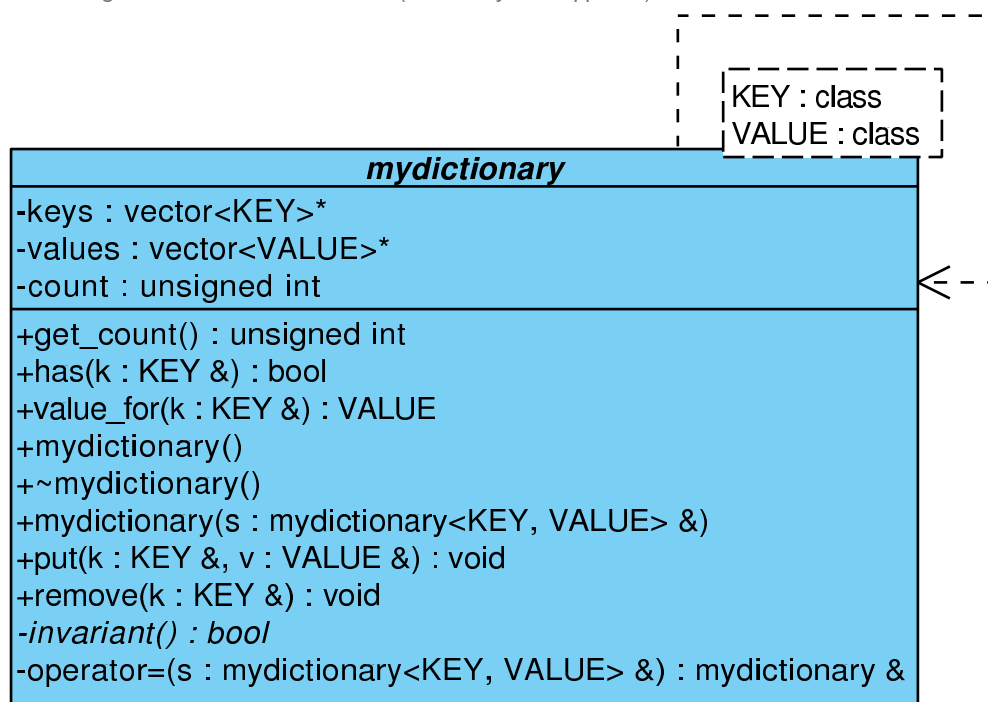 KEY : class
VALUE : class
mydictionary
-keys : vector<KEY>*
-values : vector<VALUE>*
-count : unsigned int
+get_count() : unsigned int
+has(k : KEY &) : bool
+value_for(k : KEY &) : VALUE
+mydictionary()
+~mydictionary()
+mydictionary(s : mydictionary<KEY, VALUE> &)
+put(k : KEY &, v : VALUE &) : void
+remove(k : KEY &) : void
-invariant() : bool
-operator=(s : mydictionary<KEY, VALUE> &) : mydictionary &